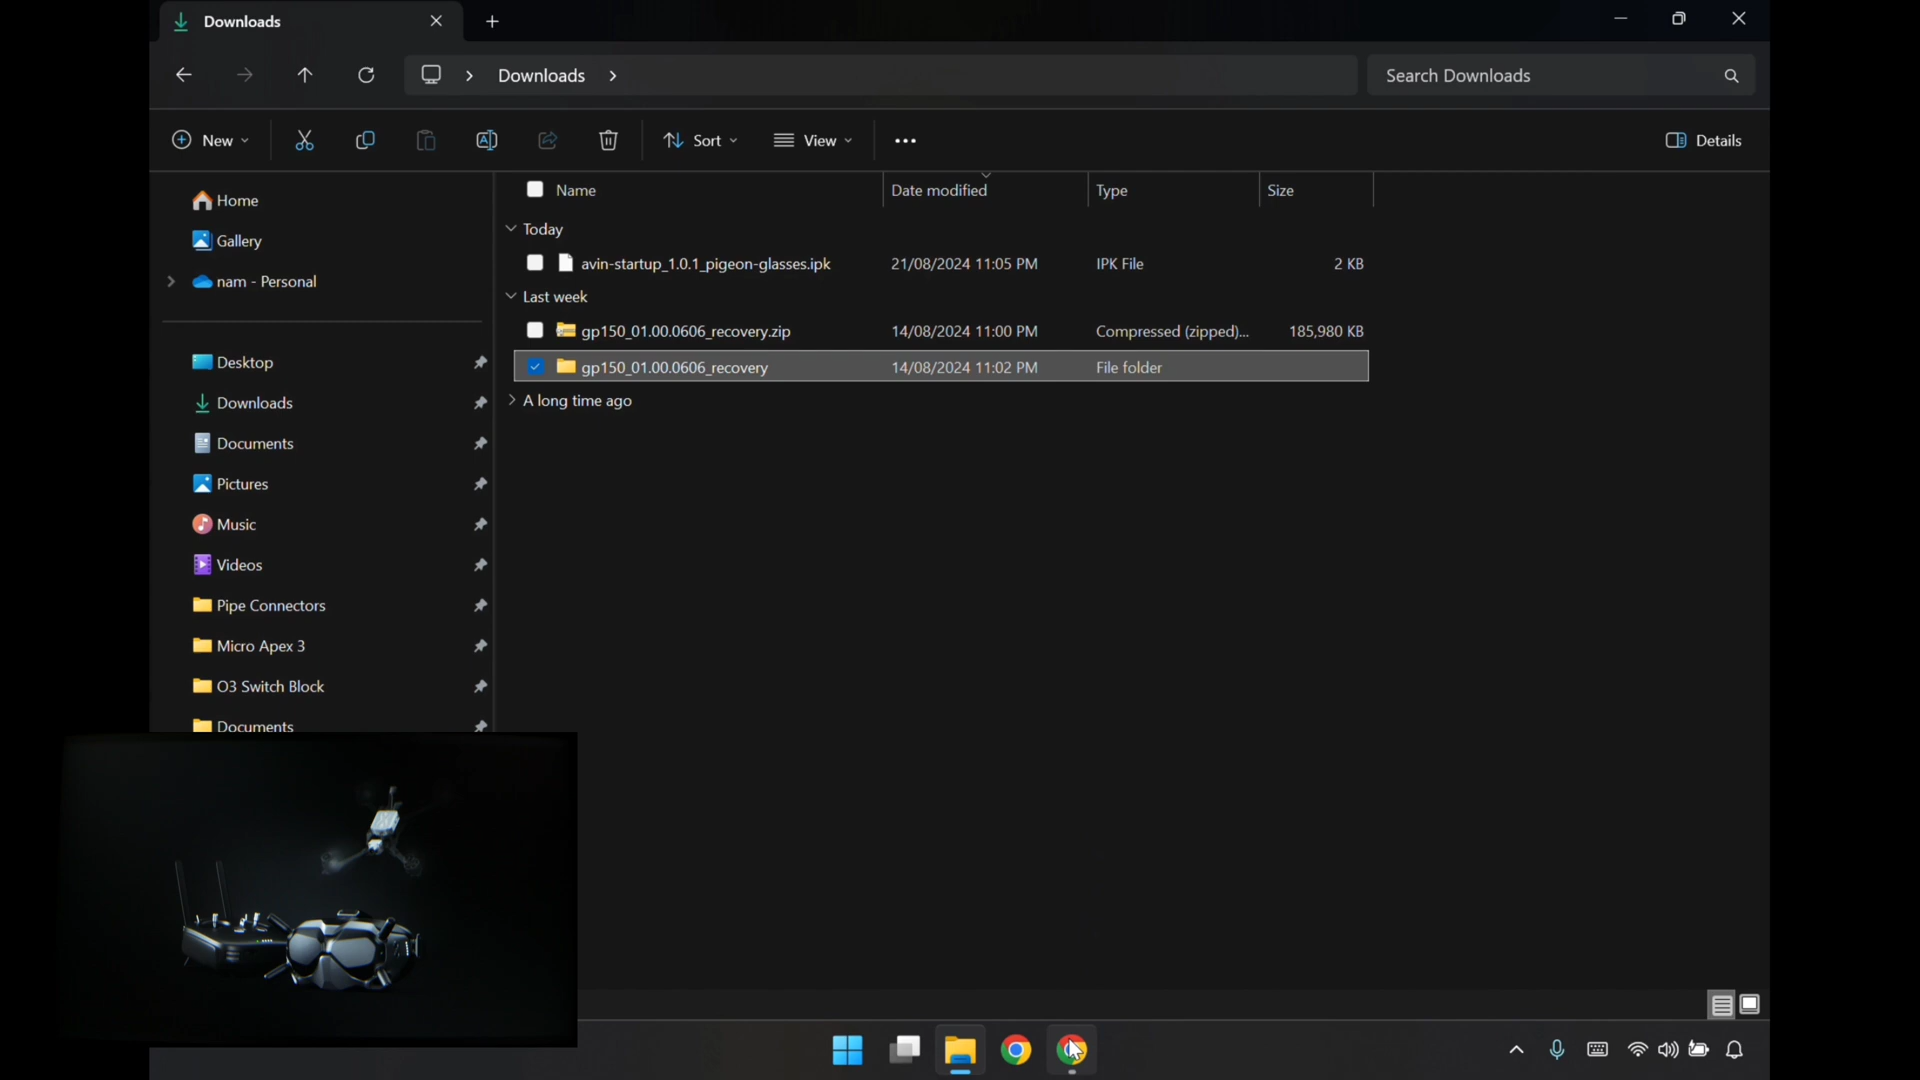 Downloads
Downloads
Search Downloads
New
Sort
View
Details
Home
Gallery
nam - Personal
Desktop
Downloads
Documents
Pictures
Music
Videos
Pipe Connectors
Micro Apex 3
O3 Switch Block
Documents
Name Date modified Type Size
Today
avin-startup_1.0.1_pigeon-glasses.ipk 21/08/2024 11:05 PM IPK File 2 KB
Last week
gp150_01.00.0606_recovery.zip 14/08/2024 11:00 PM Compressed (zipped)... 185,980 KB
gp150_01.00.0606_recovery 14/08/2024 11:02 PM File folder
A long time ago